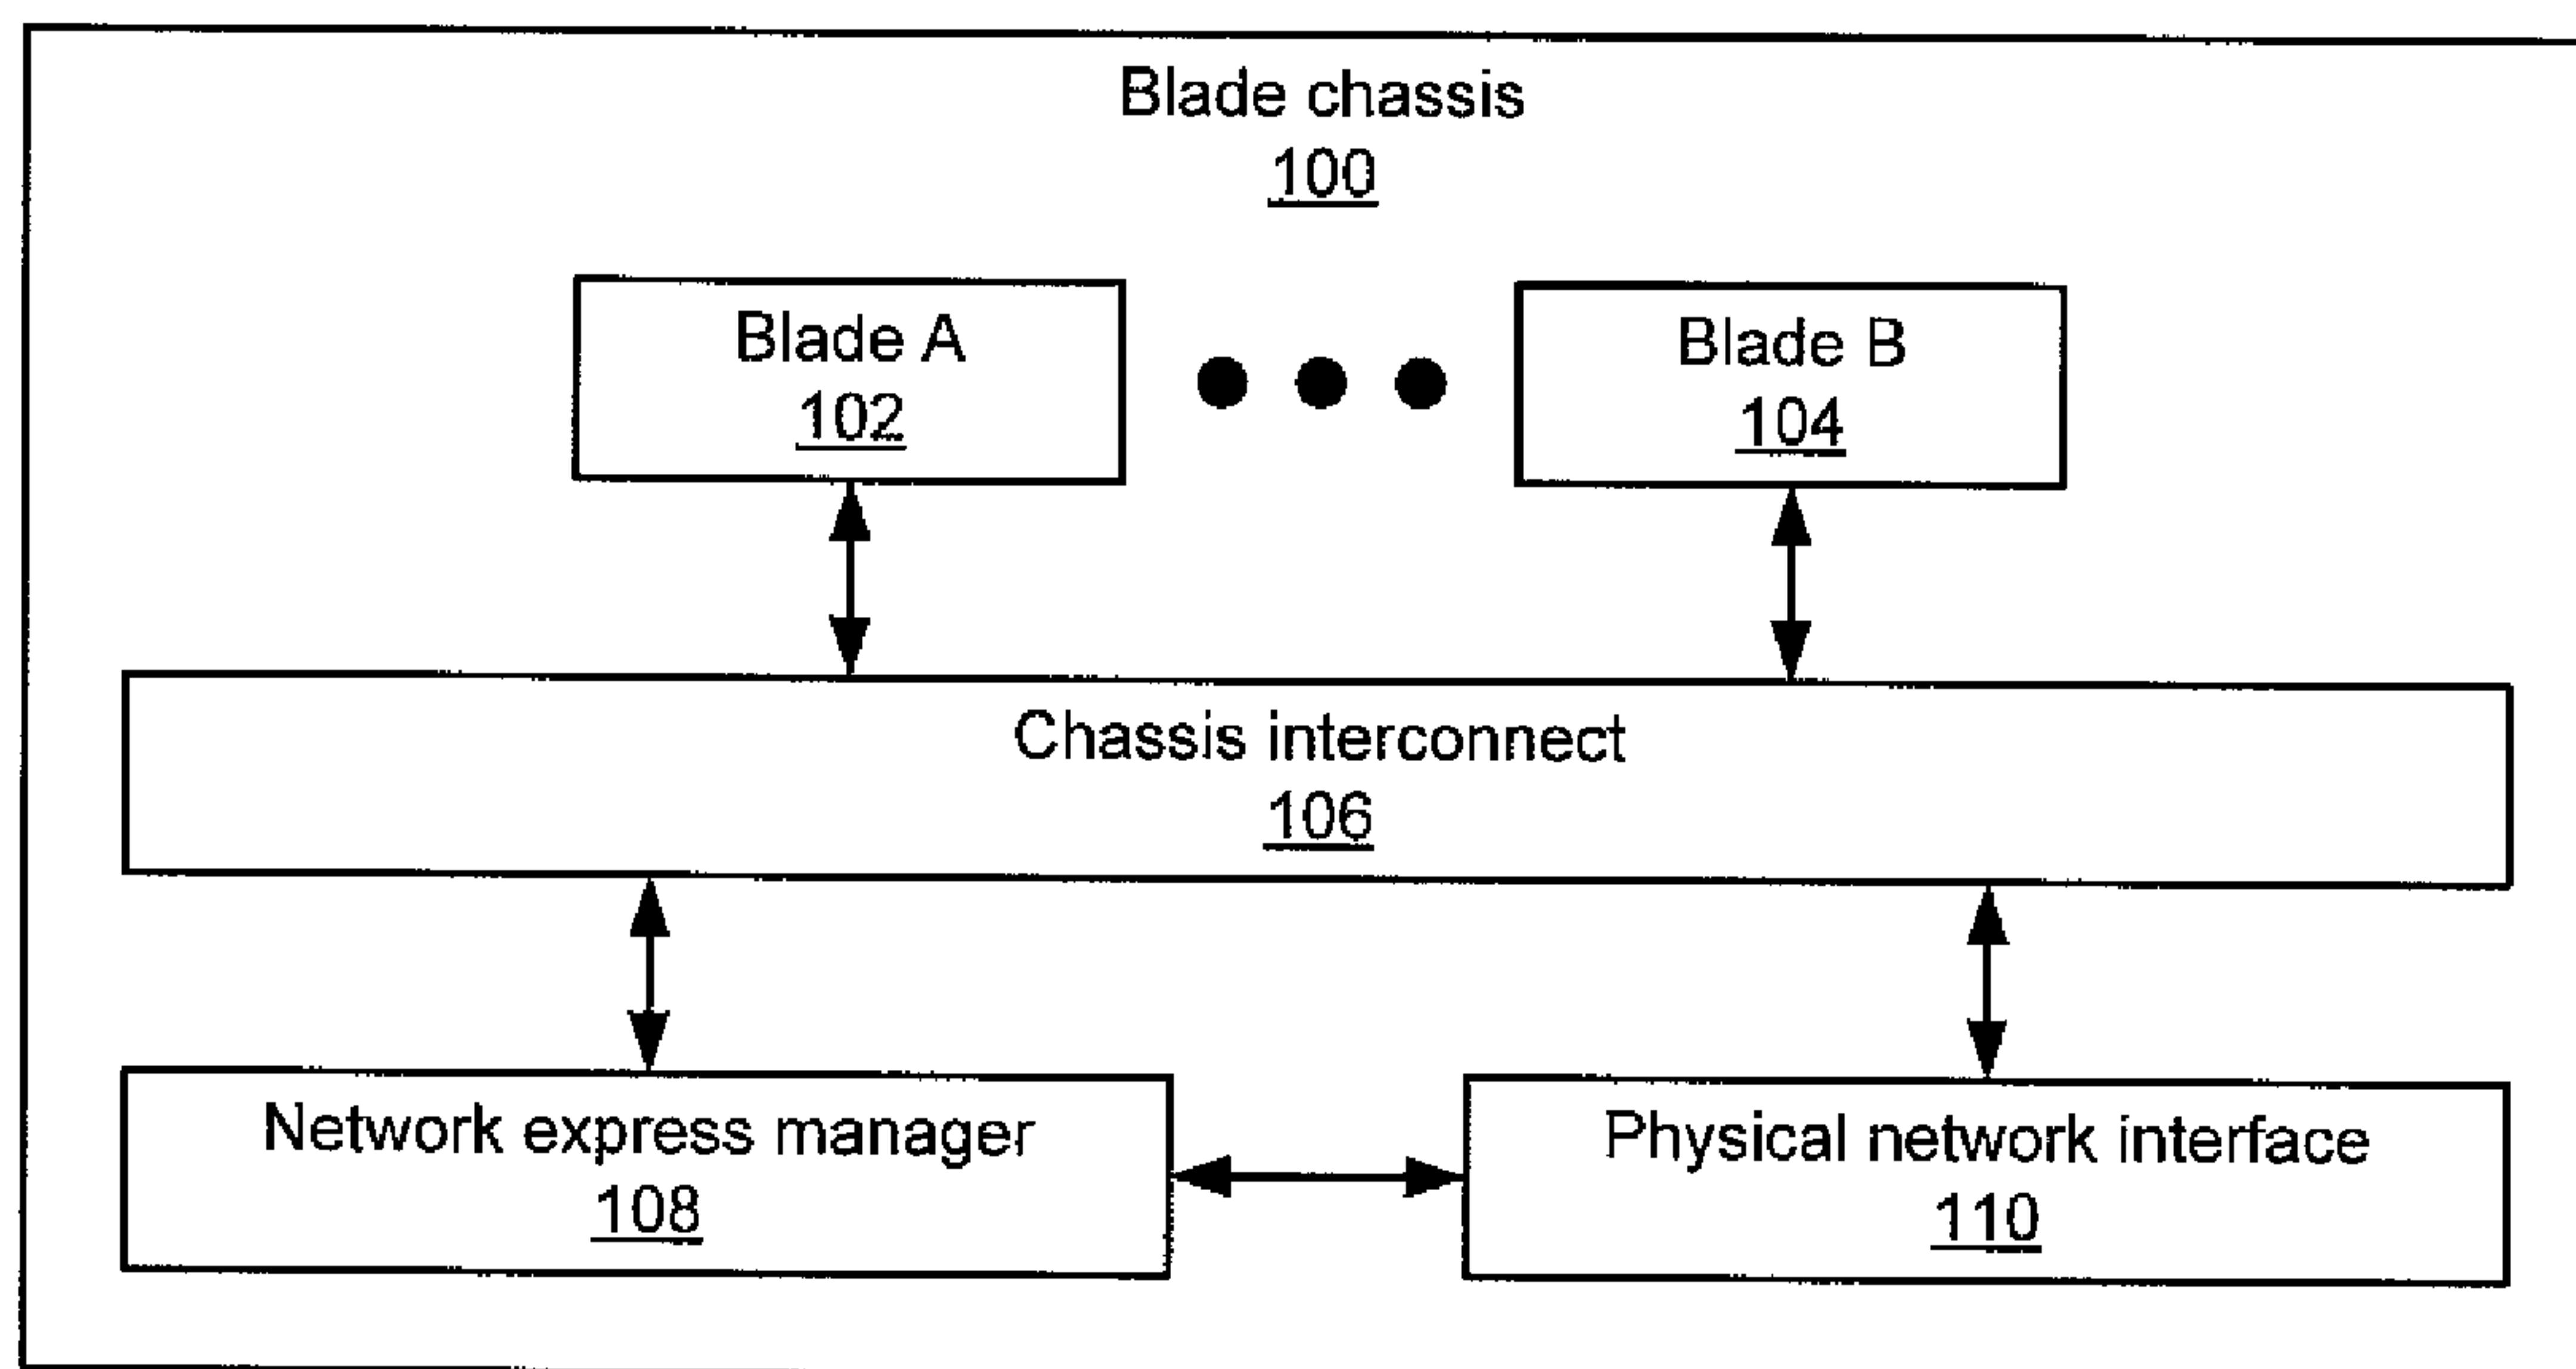 Blade chassis
100
Blade A
102
Blade B
104
Chassis interconnect
106
Network express manager
108
Physical network interface
110